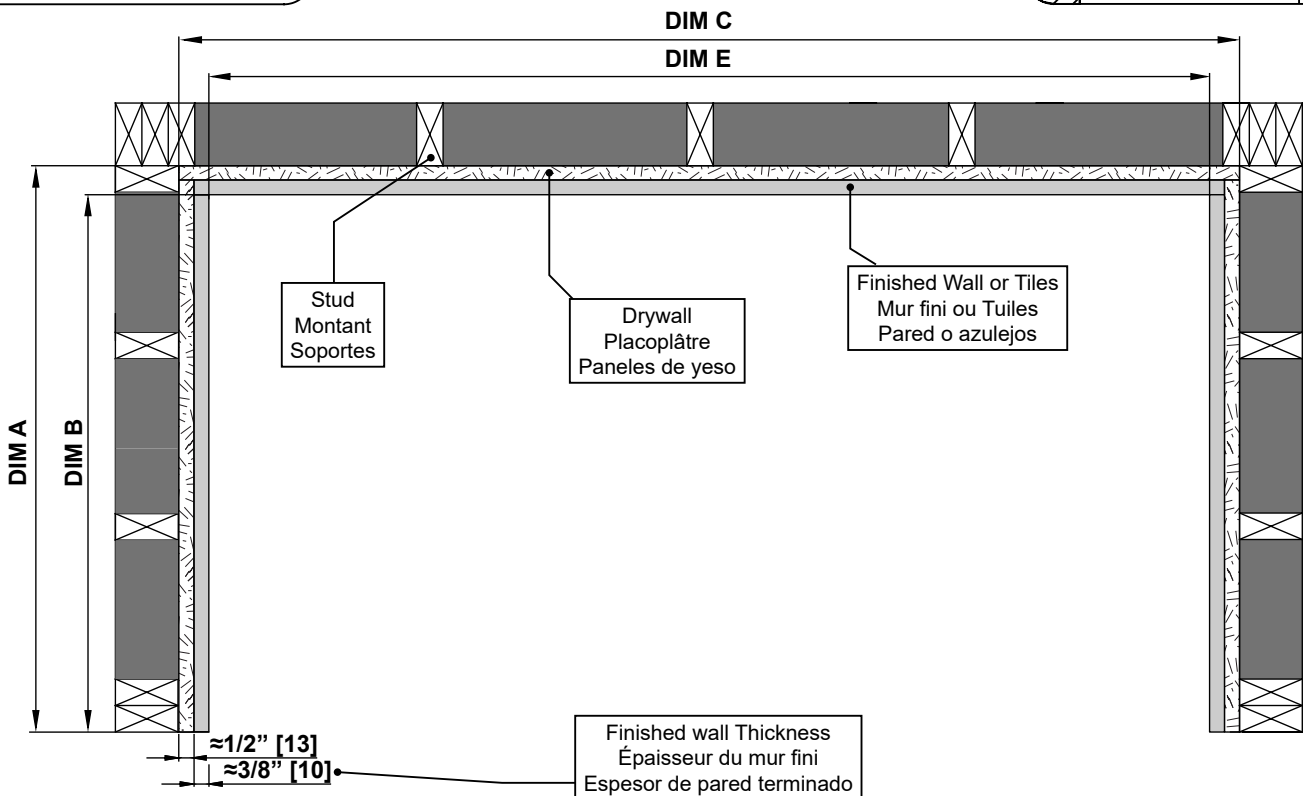 DIM C
DIM E
Stud
Montant
Soportes
Drywall
Placoplâtre
Paneles de yeso
Finished Wall or Tiles
Mur fini ou Tuiles
Pared o azulejos
DIM A
DIM B
≈1/2” [13]
≈3/8” [10]
Finished wall Thickness
Épaisseur du mur fini
Espesor de pared terminado